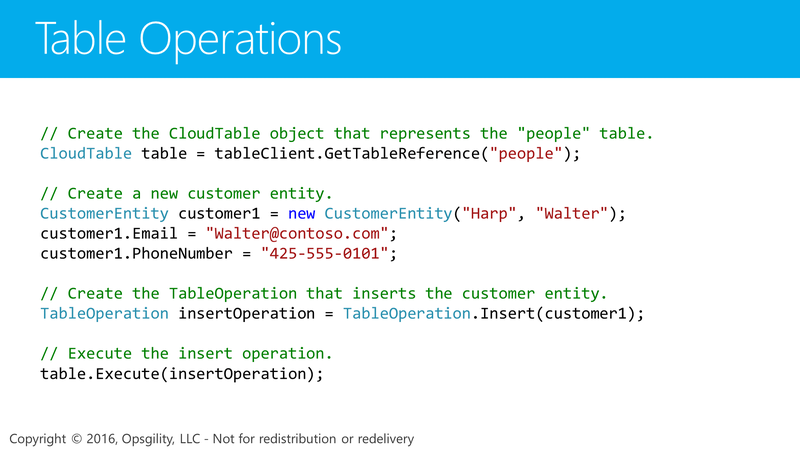 Table Operations
// Create the CloudTable object that represents the "people" table.
CloudTable table = tableClient.GetTableReference("people");
// Create a new customer entity.
CustomerEntity customer1 = new CustomerEntity("Harp", "Walter");
customer1.Email = "Walter@contoso.com";
customer1.PhoneNumber = "425-555-0101";
// Create the TableOperation that inserts the customer entity.
TableOperation insertOperation = TableOperation.Insert(customer1);
// Execute the insert operation.
table.Execute(insertOperation);
Copyright © 2016, Opsgility, LLC - Not for redistribution or redelivery